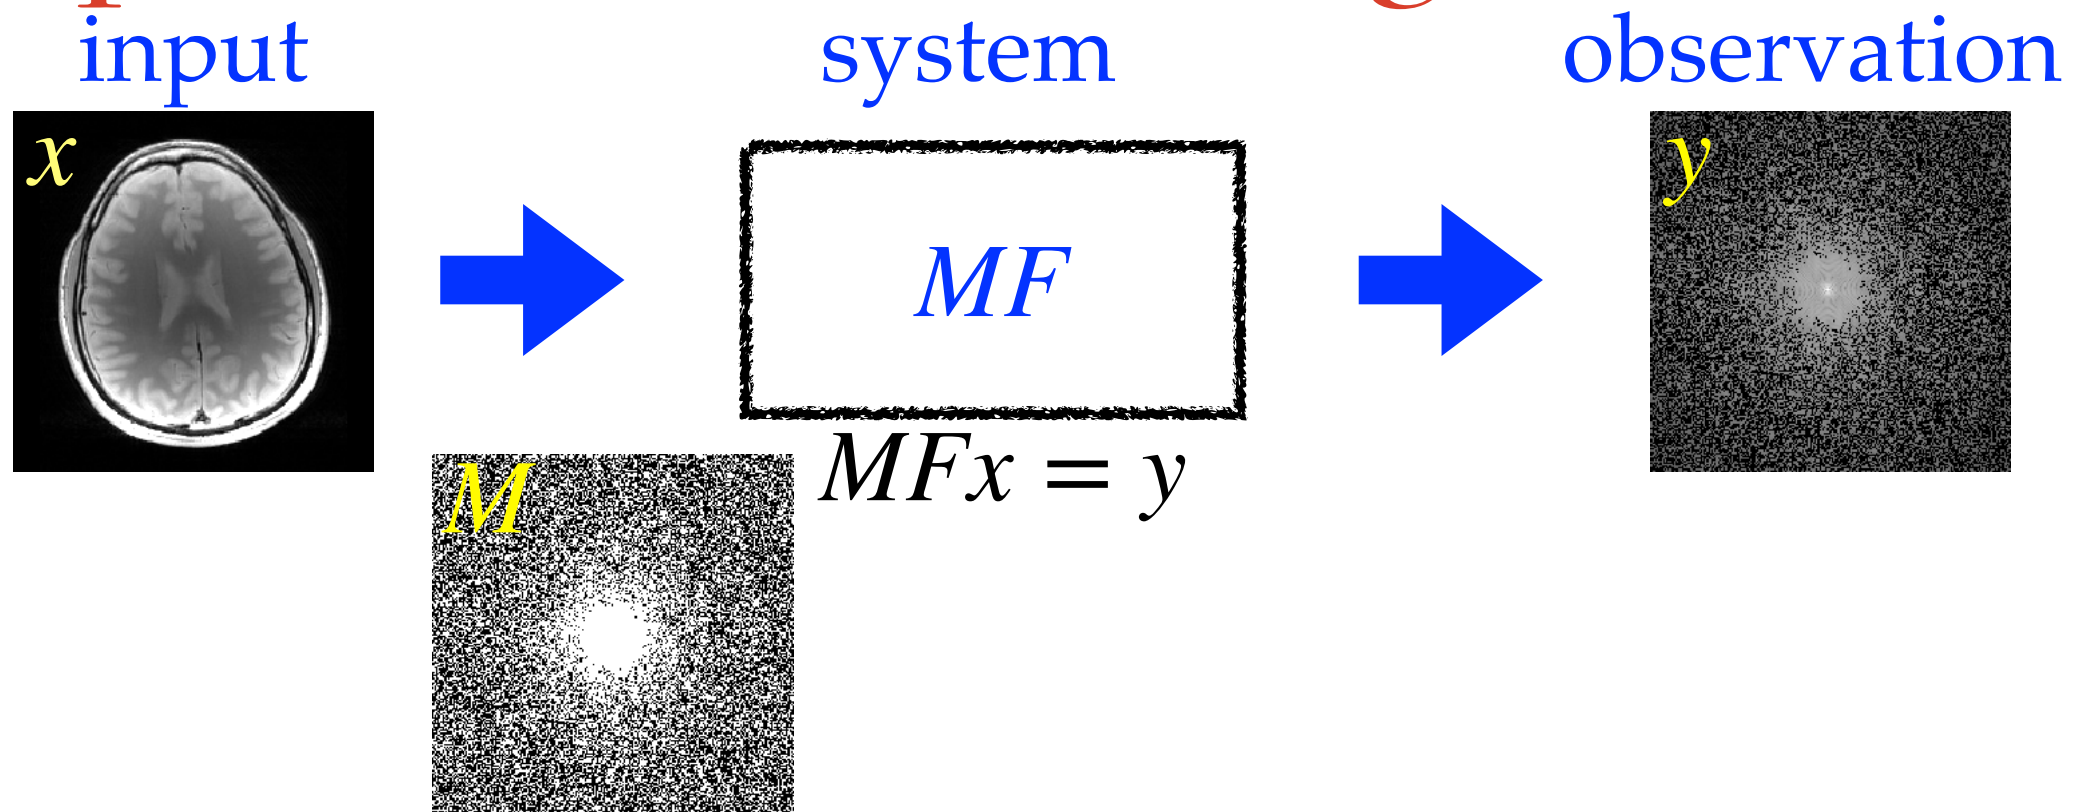 input system observation
x
MF
y
M
MFx = y